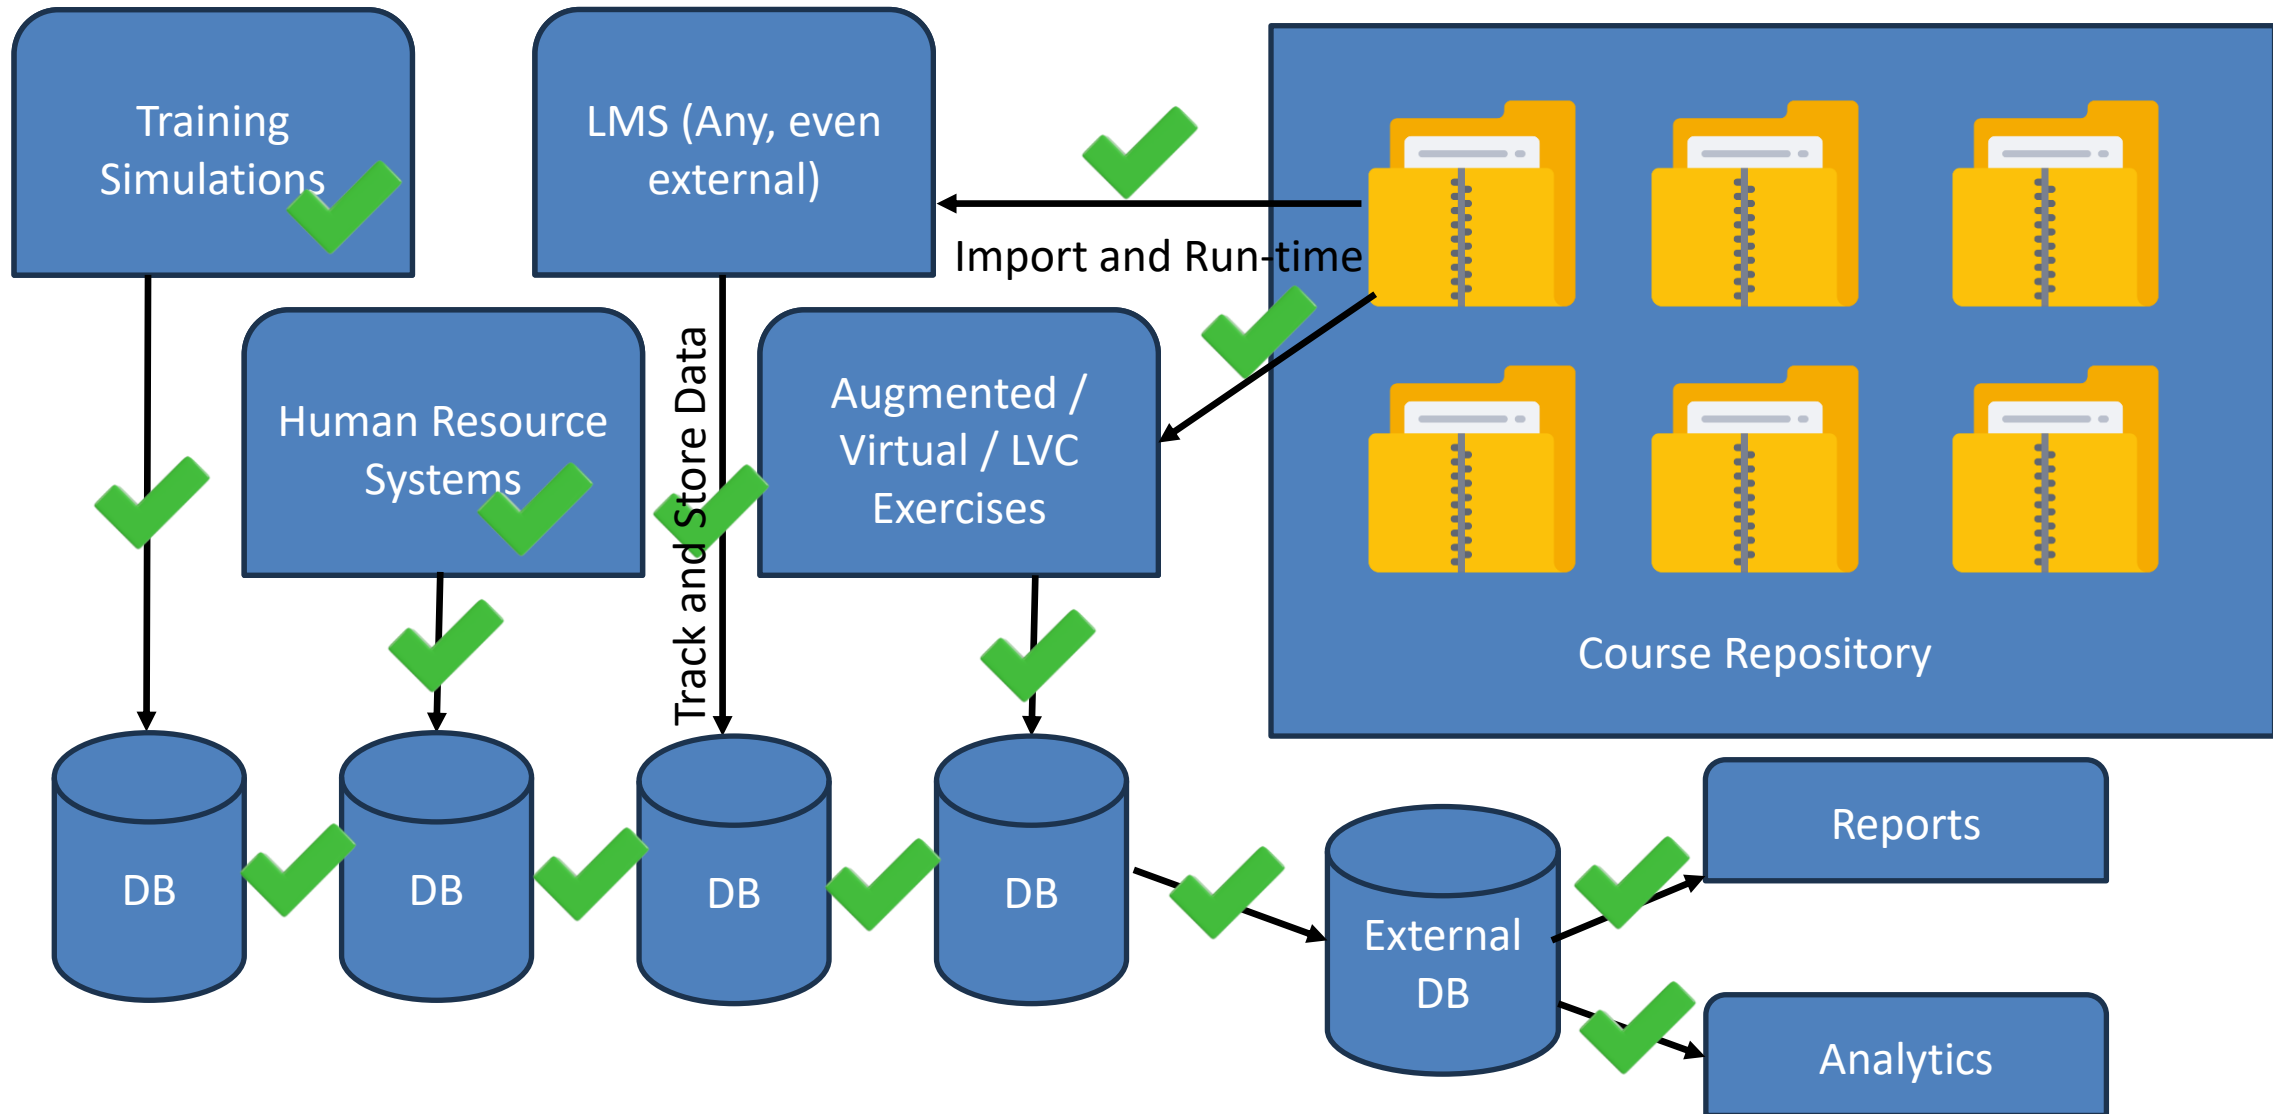 Training
Simulations
LMS (Any, even
external)
Import and Run-time
Human Resource
Systems
Track and Store Data
Augmented /
Virtual / LVC
Exercises
Course Repository
DB
DB
DB
DB
External
DB
Reports
Analytics